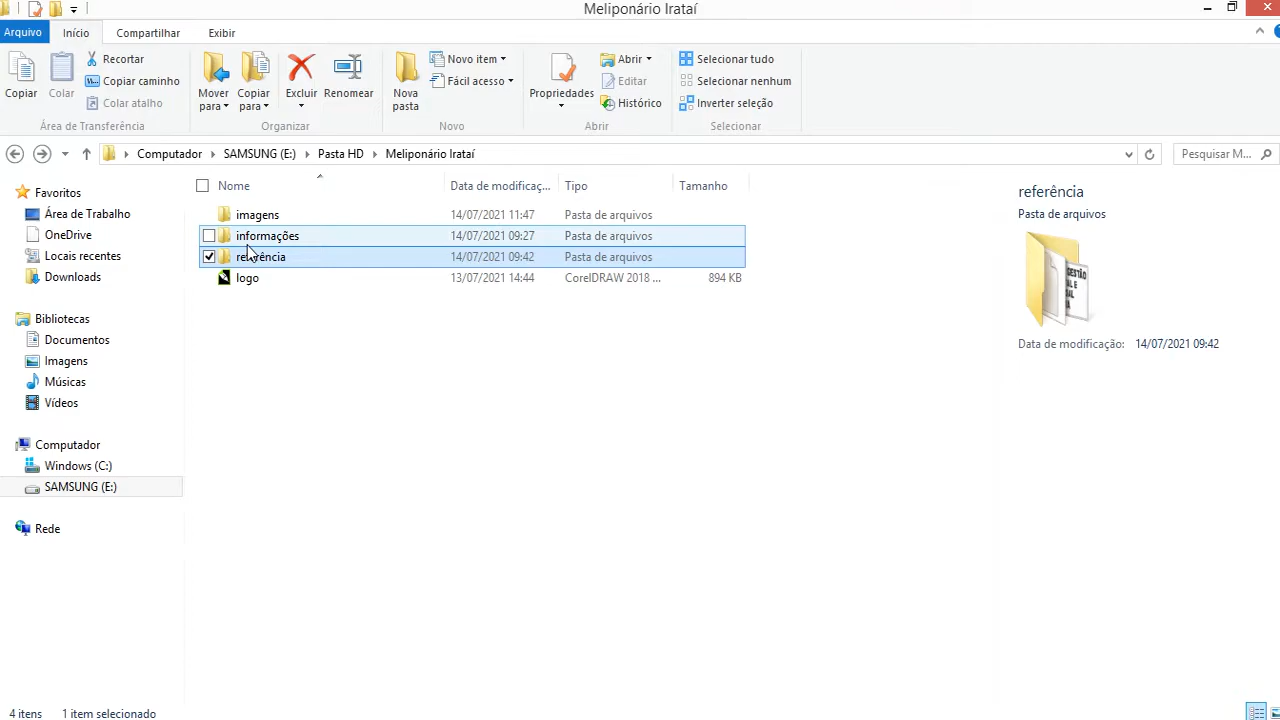 Meliponário Irataí
Arquivo Início Compartilhar Exibir
Copiar
Colar
Recortar
Copiar caminho
Colar atalho
Área de Transferência
Mover para
Copiar para
Excluir
Renomear
Organizar
Nova pasta
Novo item
Fácil acesso
Novo
Propriedades
Abrir
Editar
Histórico
Abrir
Selecionar tudo
Selecionar nenhum
Inverter seleção
Selecionar
Computador SAMSUNG (E:) Pasta HD Meliponário Irataí
Pesquisar M...
Favoritos
Área de Trabalho
OneDrive
Locais recentes
Downloads
Bibliotecas
Documentos
Imagens
Músicas
Vídeos
Computador
Windows (C:)
SAMSUNG (E:)
Rede
Nome Data de modificaç... Tipo Tamanho
imagens 14/07/2021 11:47 Pasta de arquivos
informações 14/07/2021 09:27 Pasta de arquivos
referência 14/07/2021 09:42 Pasta de arquivos
logo 13/07/2021 14:44 CorelDRAW 2018 ... 894 KB
referência
Pasta de arquivos
Data de modificação: 14/07/2021 09:42
4 itens 1 item selecionado